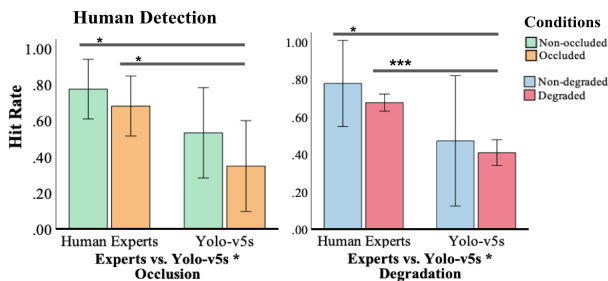 Human Detection
Conditions
Non-occluded
Occluded
Non-degraded
Degraded
Hit Rate
1.00
.80
.60
.40
.20
.00
*
*
Human Experts
Yolo-v5s
Experts vs. Yolo-v5s *
Occlusion
1.00
.80
.60
.40
.20
.00
*
***
Human Experts
Yolo-v5s
Experts vs. Yolo-v5s *
Degradation